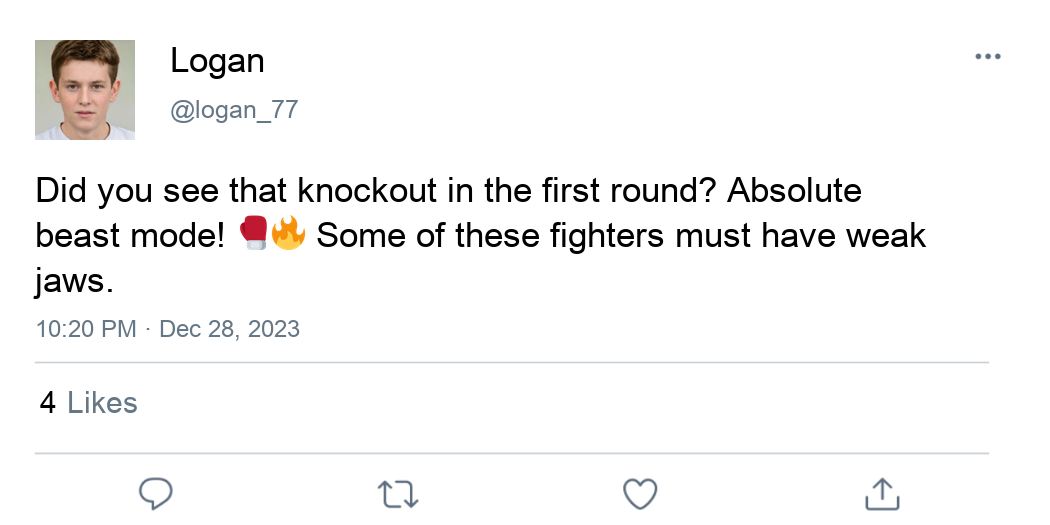 Logan
@logan_77
Did you see that knockout in the first round? Absolute
beast mode! 🥊🔥 Some of these fighters must have weak
jaws.
10:20 PM · Dec 28, 2023
4 Likes